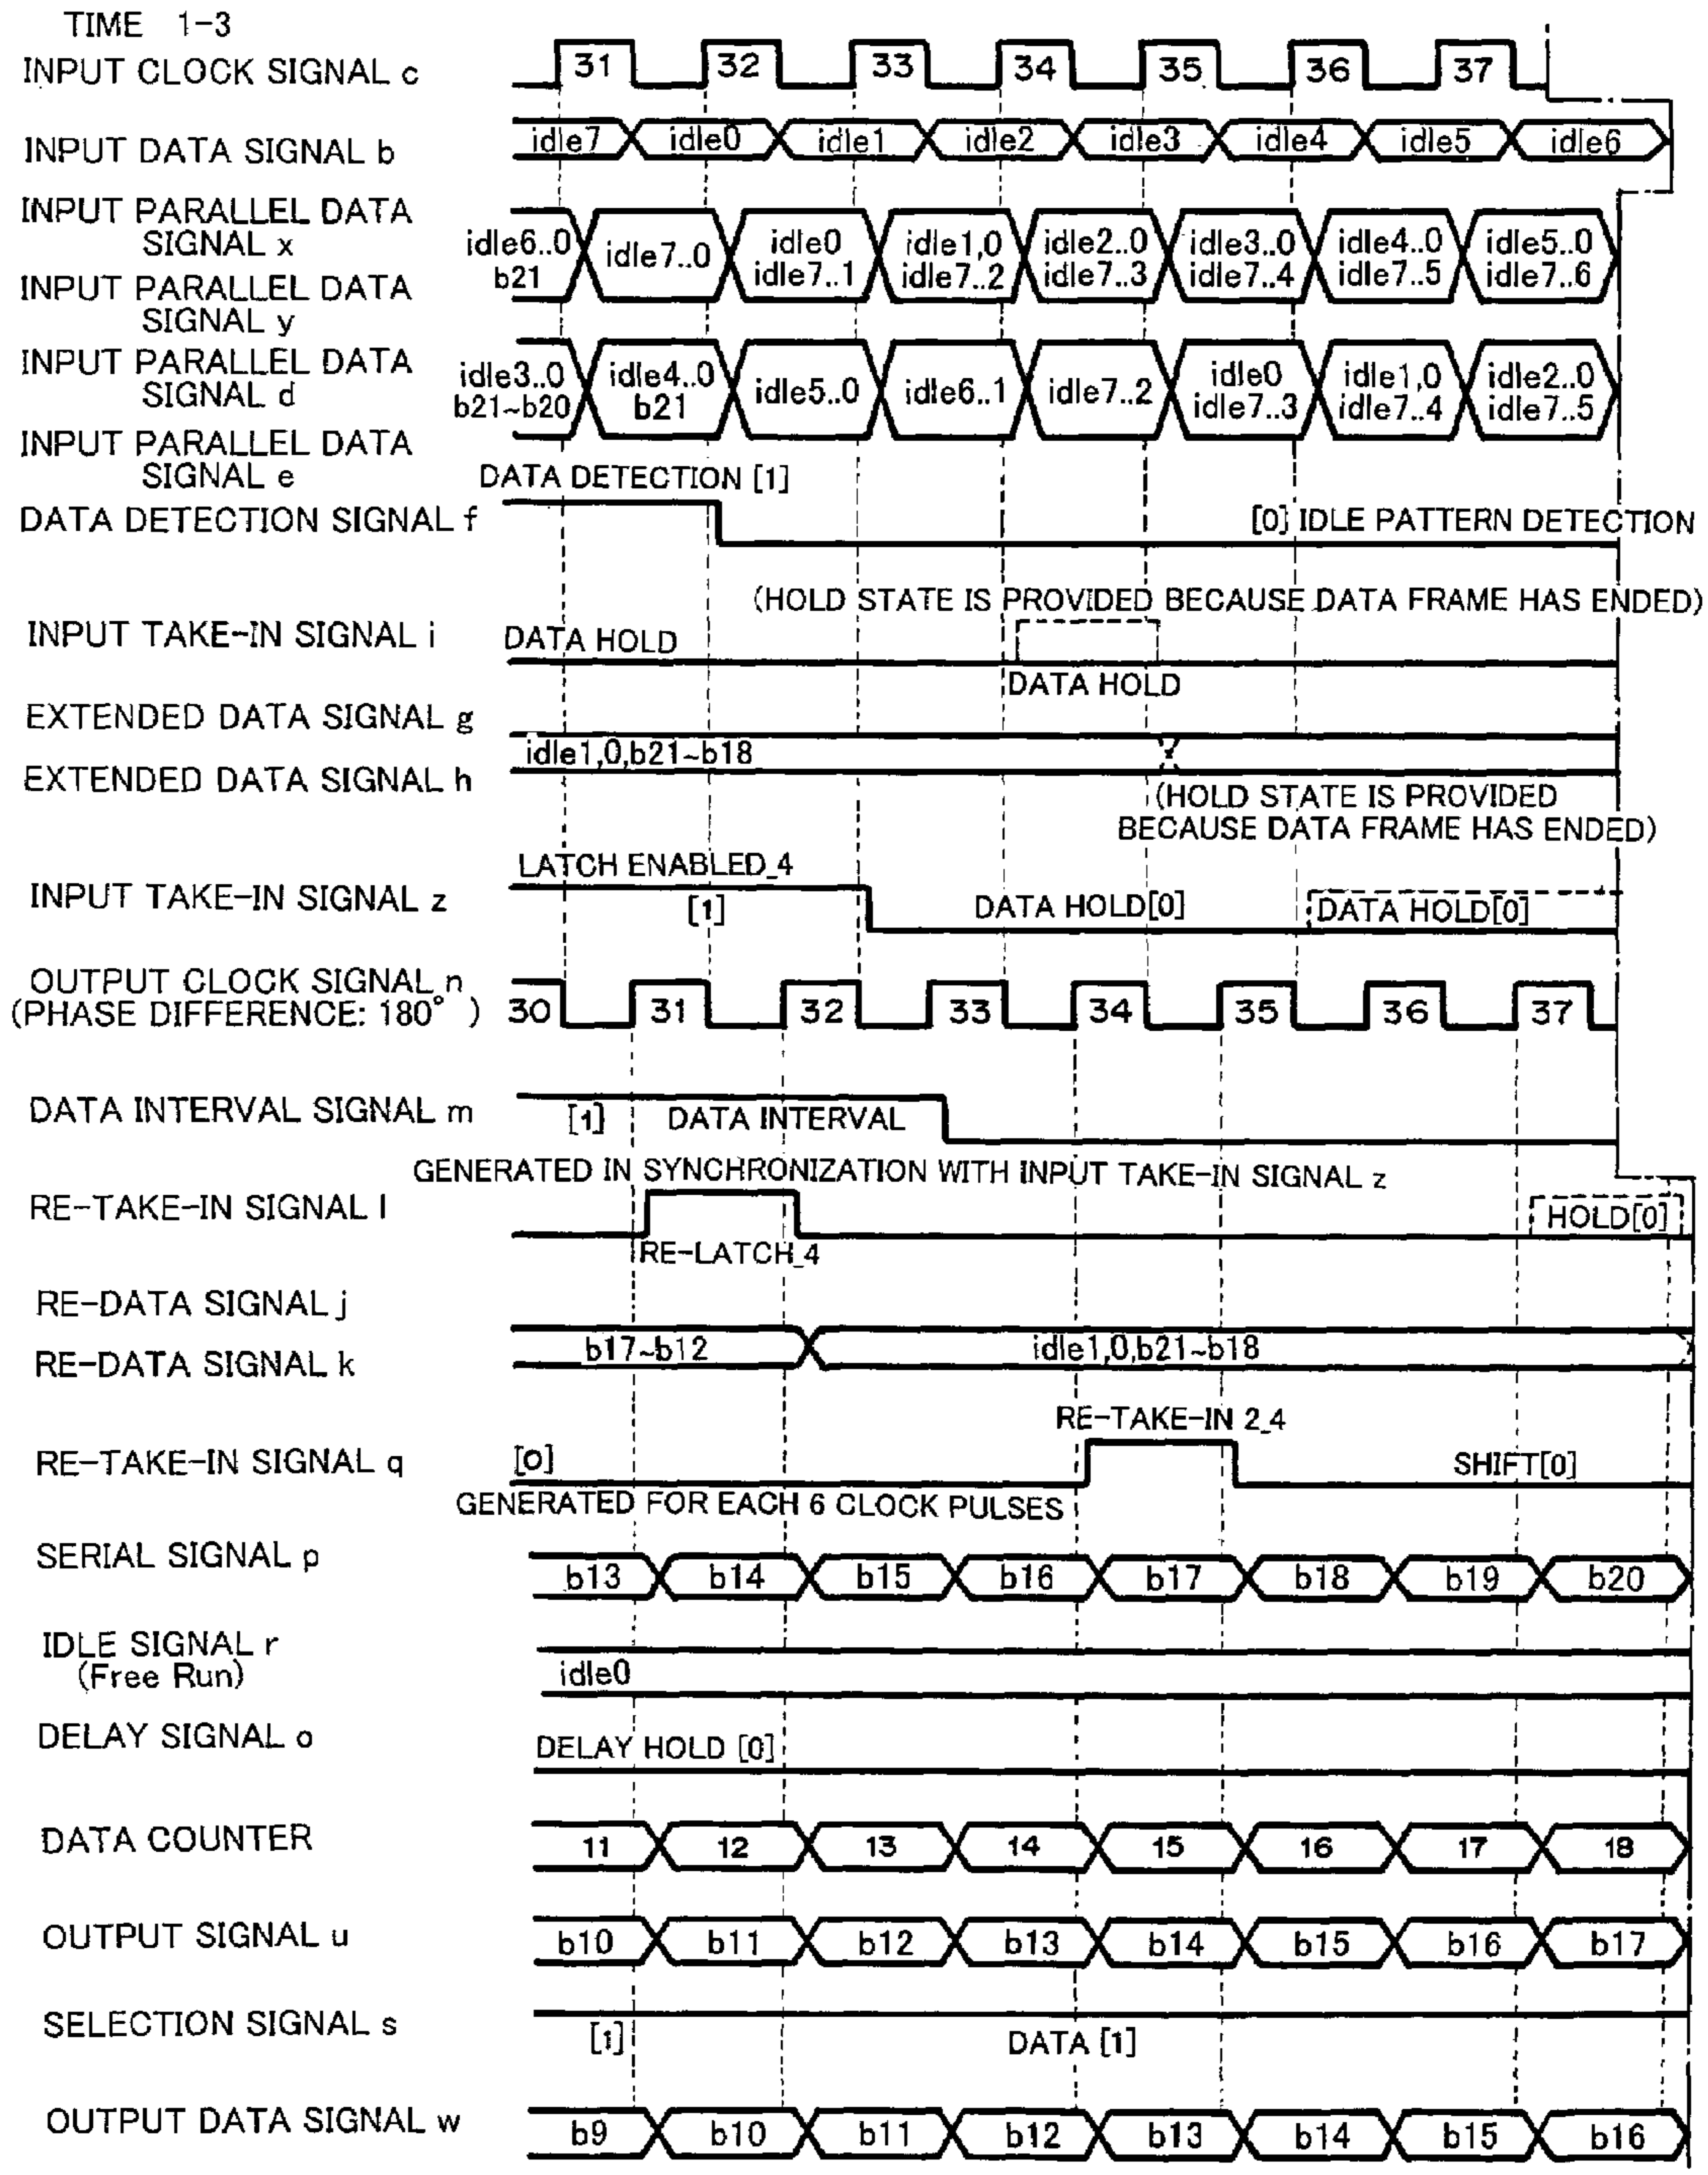 TIME 1-3
INPUT CLOCK SIGNAL c
31 32 33 34 35 36 37
INPUT DATA SIGNAL b
idle7 idle0 idle1 idle2 idle3 idle4 idle5 idle6
INPUT PARALLEL DATA
SIGNAL x
INPUT PARALLEL DATA
SIGNAL y
idle6..0 idle7..0 idle0 idle1,0 idle2..0 idle3..0 idle4..0 idle5..0
b21 idle7..1 idle7..2 idle7..3 idle7..4 idle7..5 idle7..6
INPUT PARALLEL DATA
SIGNAL d
INPUT PARALLEL DATA
SIGNAL e
idle3..0 idle4..0 idle5..0 idle6..1 idle7..2 idle0 idle1,0 idle2..0
b21~b20 b21 idle7..3 idle7..4 idle7..5
DATA DETECTION [1]
DATA DETECTION SIGNAL f
[0] IDLE PATTERN DETECTION
(HOLD STATE IS PROVIDED BECAUSE DATA FRAME HAS ENDED)
INPUT TAKE-IN SIGNAL i
DATA HOLD
DATA HOLD
EXTENDED DATA SIGNAL g
idle1,0,b21~b18
EXTENDED DATA SIGNAL h
(HOLD STATE IS PROVIDED
BECAUSE DATA FRAME HAS ENDED)
LATCH ENABLED_4
INPUT TAKE-IN SIGNAL z
[1] DATA HOLD[0] DATA HOLD[0]
OUTPUT CLOCK SIGNAL n
(PHASE DIFFERENCE: 180° )
30 31 32 33 34 35 36 37
DATA INTERVAL SIGNAL m
[1] DATA INTERVAL
GENERATED IN SYNCHRONIZATION WITH INPUT TAKE-IN SIGNAL z
RE-TAKE-IN SIGNAL l
HOLD[0]
RE-LATCH_4
RE-DATA SIGNAL j
b17~b12 idle1,0,b21~b18
RE-DATA SIGNAL k
RE-TAKE-IN 2_4
RE-TAKE-IN SIGNAL q
[0] SHIFT[0]
GENERATED FOR EACH 6 CLOCK PULSES
SERIAL SIGNAL p
b13 b14 b15 b16 b17 b18 b19 b20
IDLE SIGNAL r
(Free Run)
idle0
DELAY SIGNAL o
DELAY HOLD [0]
DATA COUNTER
11 12 13 14 15 16 17 18
OUTPUT SIGNAL u
b10 b11 b12 b13 b14 b15 b16 b17
SELECTION SIGNAL s
[1] DATA [1]
OUTPUT DATA SIGNAL w
b9 b10 b11 b12 b13 b14 b15 b16